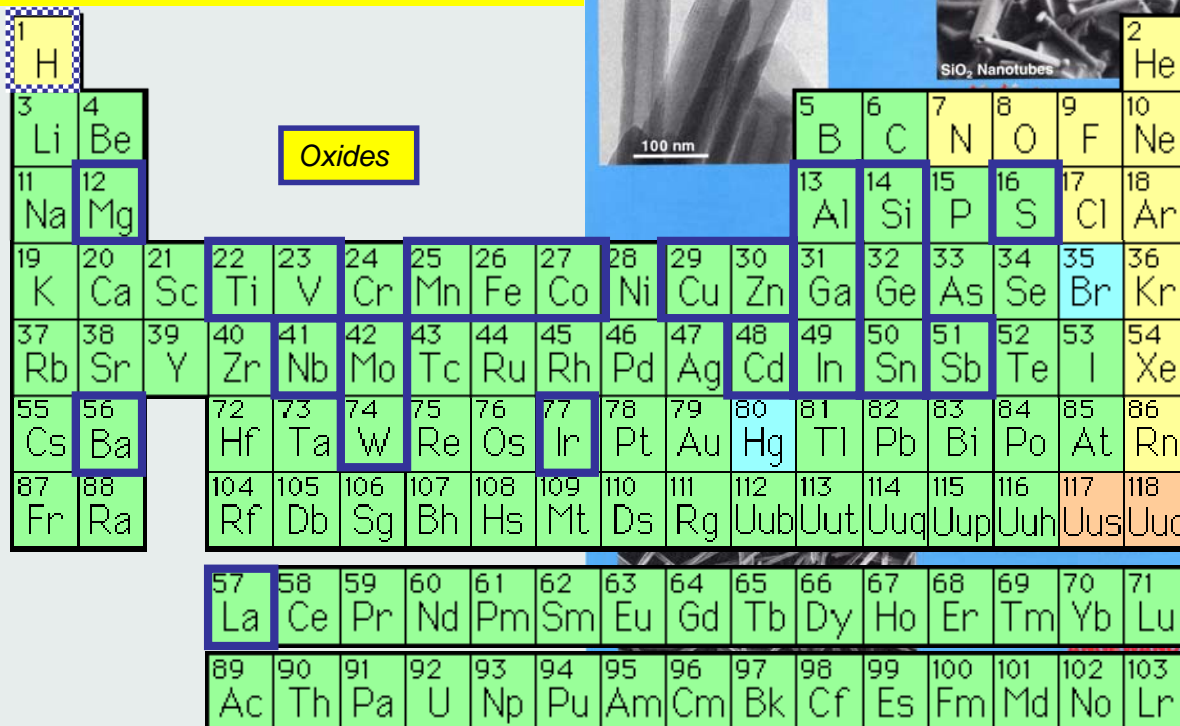 1 2
H He
SiO₂ Nanotubes
3 4 5 6 7 8 9 10
Li Be B C N O F Ne
100 nm
Oxides
11 12 13 14 15 16 17 18
Na Mg Al Si P S Cl Ar
19 20 21 22 23 24 25 26 27 28 29 30 31 32 33 34 35 36
K Ca Sc Ti V Cr Mn Fe Co Ni Cu Zn Ga Ge As Se Br Kr
37 38 39 40 41 42 43 44 45 46 47 48 49 50 51 52 53 54
Rb Sr Y Zr Nb Mo Tc Ru Rh Pd Ag Cd In Sn Sb Te I Xe
55 56 72 73 74 75 76 77 78 79 80 81 82 83 84 85 86
Cs Ba Hf Ta W Re Os Ir Pt Au Hg Tl Pb Bi Po At Rn
87 88 104 105 106 107 108 109 110 111 112 113 114 115 116 117 118
Fr Ra Rf Db Sg Bh Hs Mt Ds Rg Uub Uut Uuq Uup Uuh Uus Uuo
57 58 59 60 61 62 63 64 65 66 67 68 69 70 71
La Ce Pr Nd Pm Sm Eu Gd Tb Dy Ho Er Tm Yb Lu
89 90 91 92 93 94 95 96 97 98 99 100 101 102 103
Ac Th Pa U Np Pu Am Cm Bk Cf Es Fm Md No Lr